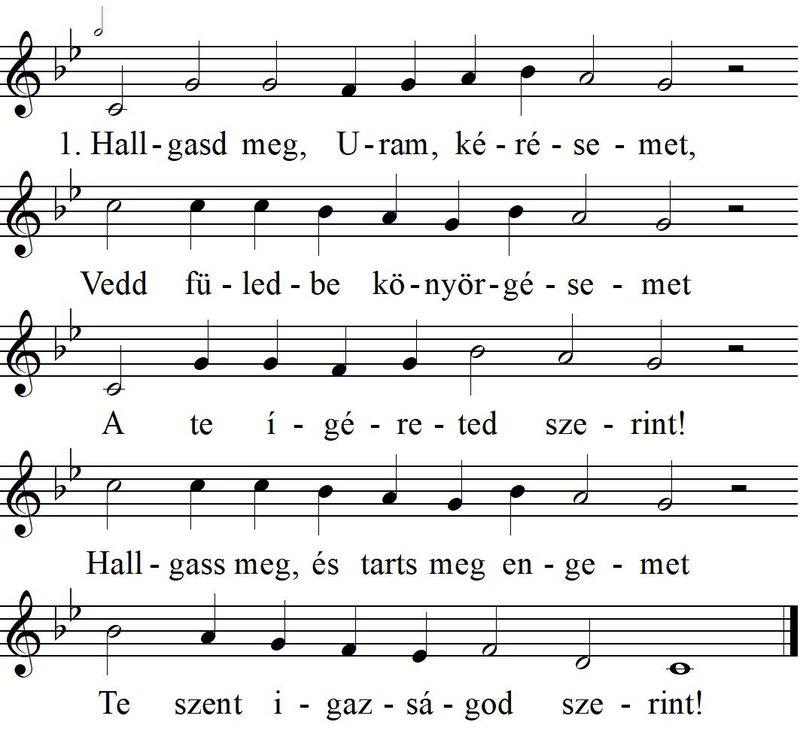 1. Hall-gasd meg, U-ram, ké-ré-se-met,
Vedd fü-led-be kö-nyör-gé-se-met
A te í-gé-re-ted sze-rint!
Hall-gass meg, és tarts meg en-ge-met
Te szent i-gaz-sá-god sze-rint!